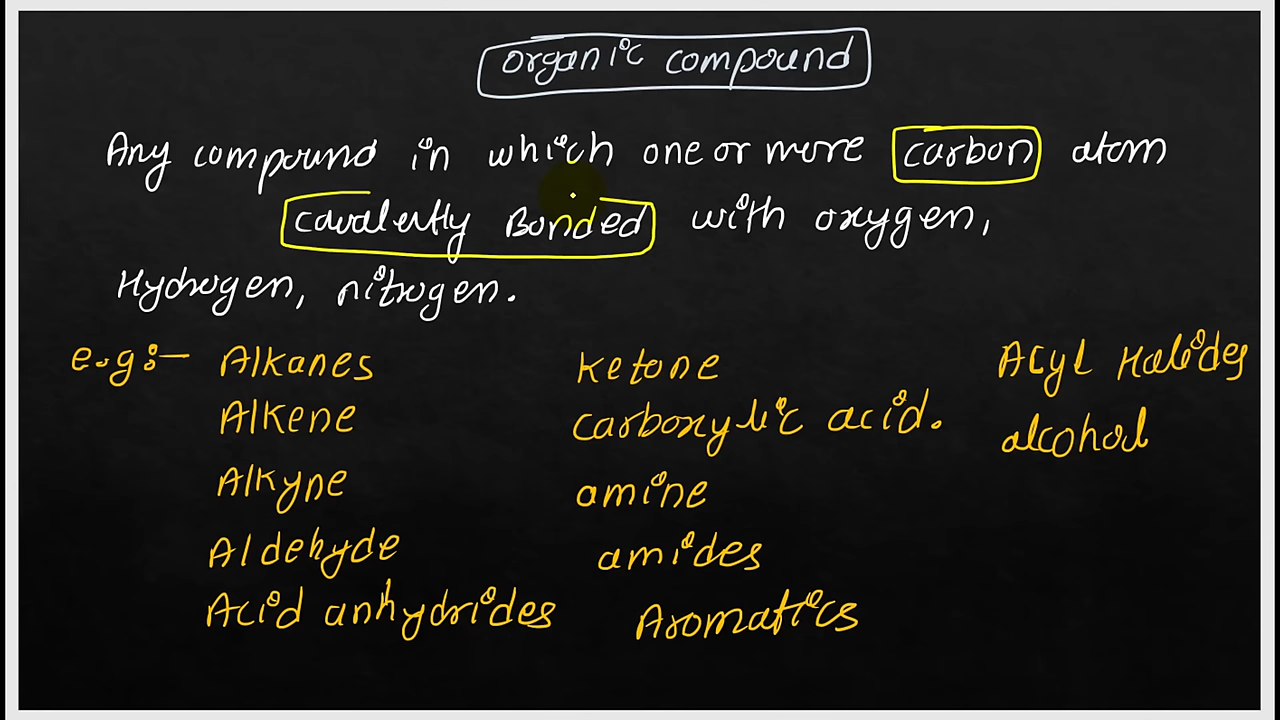 organic compound
Any compound in which one or more carbon atom
covalently Bonded with oxygen,
Hydrogen, nitrogen.
e.g:- Alkanes ketone Acyl Halides
Alkene carboxylic acid. alcohol
Alkyne amine
Aldehyde amides
Acid anhydrides Aromatics